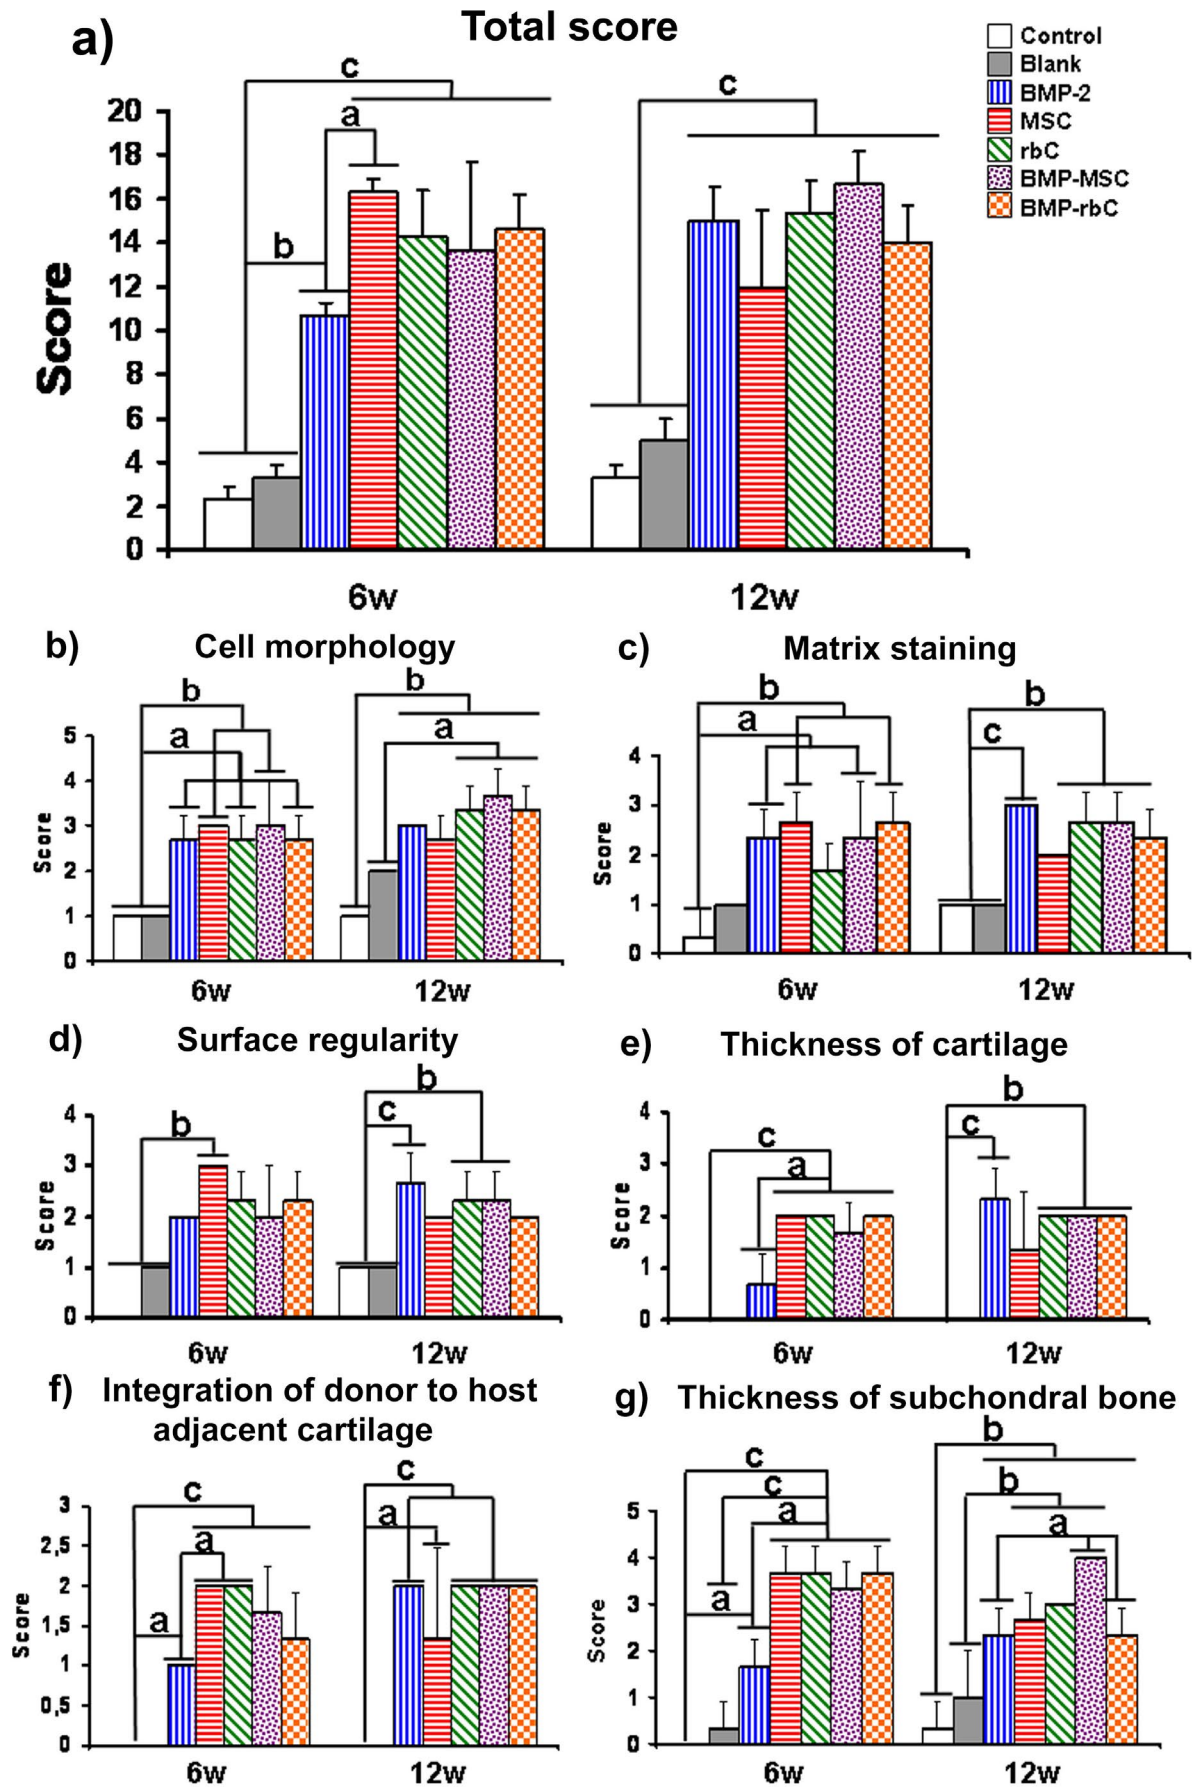 a)
Total score
Control
Blank
BMP-2
MSC
rbC
BMP-MSC
BMP-rbC
c
a
b
c
20
18
16
14
12
10
8
6
4
2
0
Score
6w
12w
b)
Cell morphology
b
a
b
a
5
4
3
2
1
0
Score
6w
12w
c)
Matrix staining
b
a
b
c
4
3
2
1
0
Score
6w
12w
d)
Surface regularity
b
b
c
4
3
2
1
0
Score
6w
12w
e)
Thickness of cartilage
c
a
b
c
4
3
2
1
0
Score
6w
12w
f)
Integration of donor to host
adjacent cartilage
c
a
a
c
a
3
2,5
2
1,5
1
0,5
0
Score
6w
12w
g)
Thickness of subchondral bone
c
c
a
a
b
b
a
5
4
3
2
1
0
Score
6w
12w